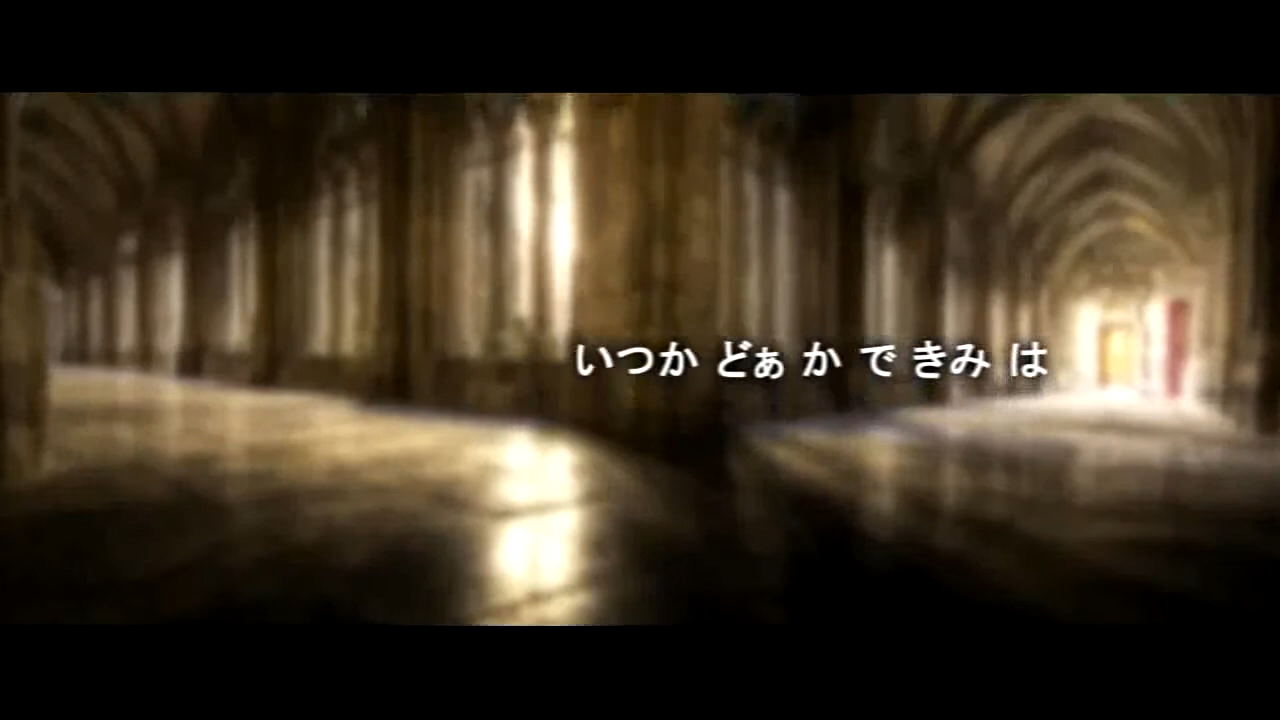 いつか どぁ か で きみ は